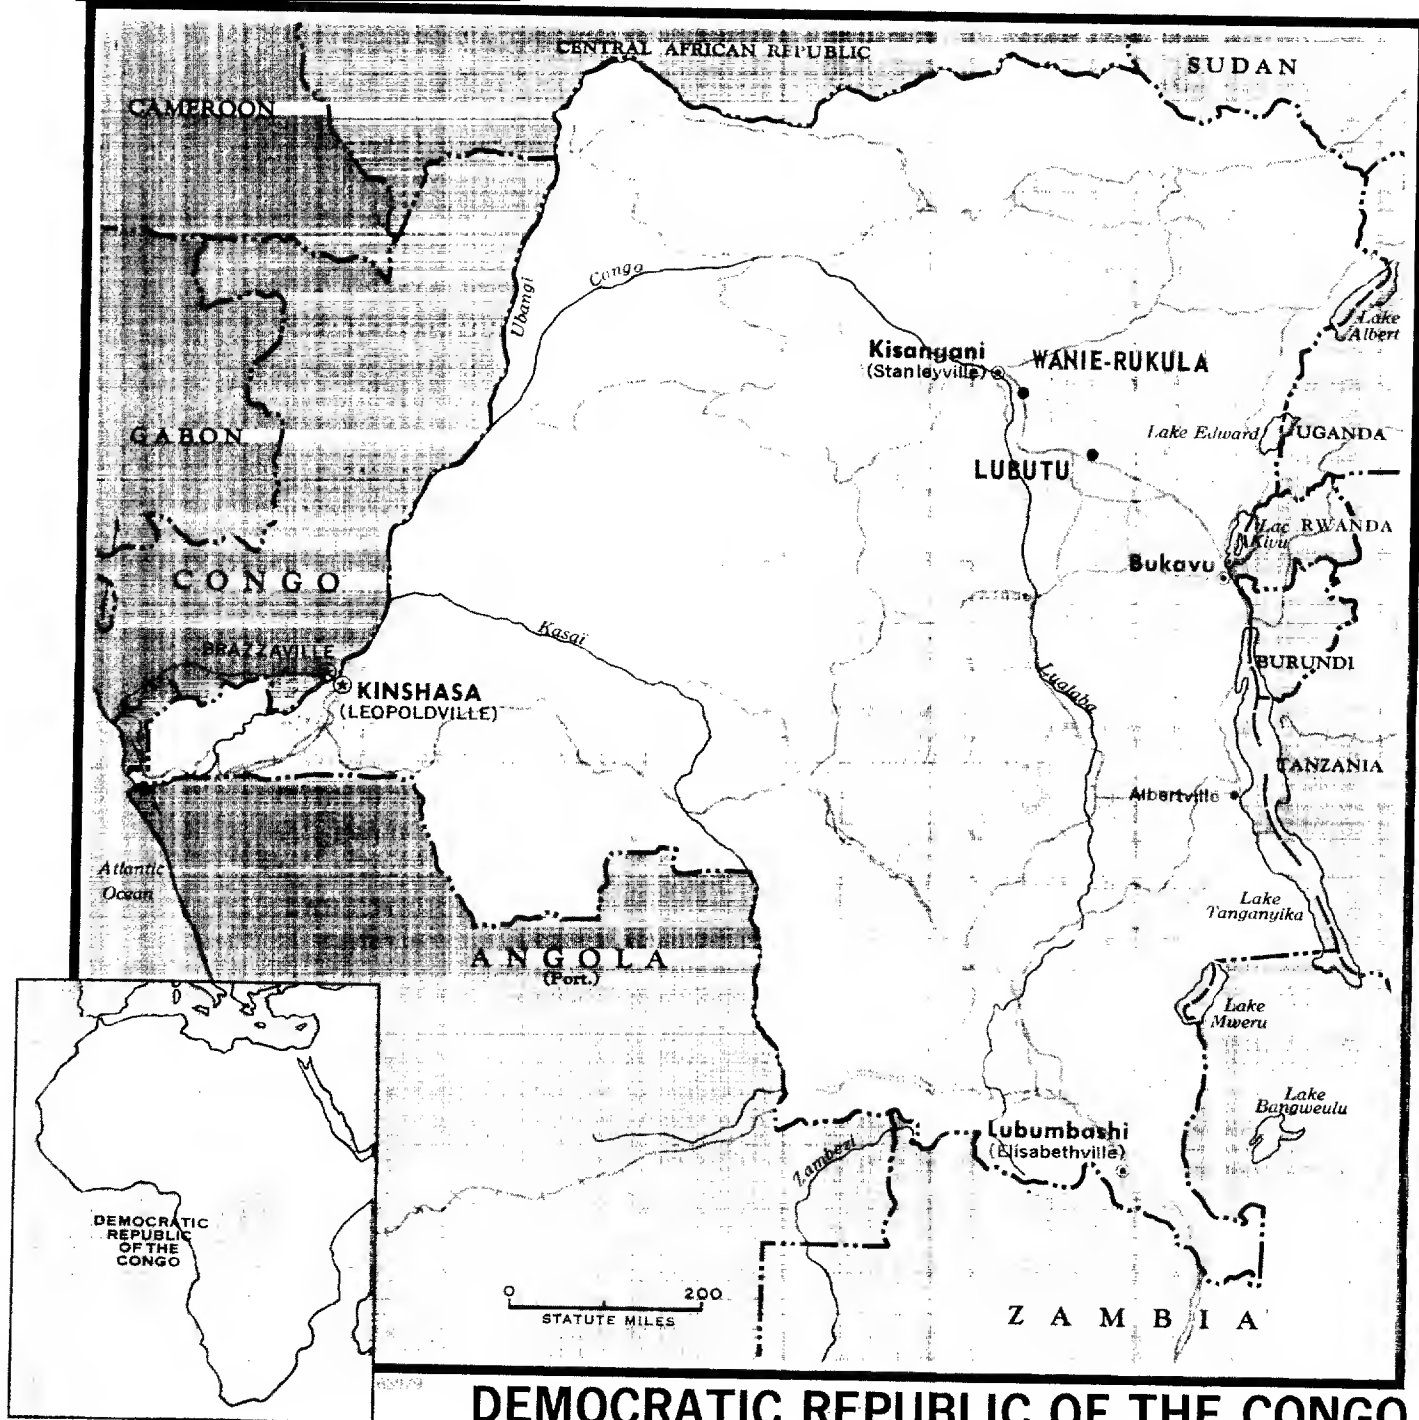 CENTRAL AFRICAN REPUBLIC
SUDAN
CAMEROON
Congo
Ubangi
Lake
Albert
Kisangani
(Stanleyville)
WANIE-RUKULA
GABON
Lake Edward
UGANDA
LUBUTU
Lac
Kivu
RWANDA
Bukavu
CONGO
Kasai
BRAZZAVILLE
BURUNDI
KINSHASA
(LEOPOLDVILLE)
Lualaba
TANZANIA
Albertville
Atlantic
Ocean
Lake
Tanganyika
ANGOLA
(Port.)
Lake
Mweru
Lake
Bangweulu
Lubumbashi
(Elisabethville)
Zambezi
DEMOCRATIC
REPUBLIC
OF THE
CONGO
0 200
STATUTE MILES
ZAMBIA
DEMOCRATIC REPUBLIC OF THE CONGO